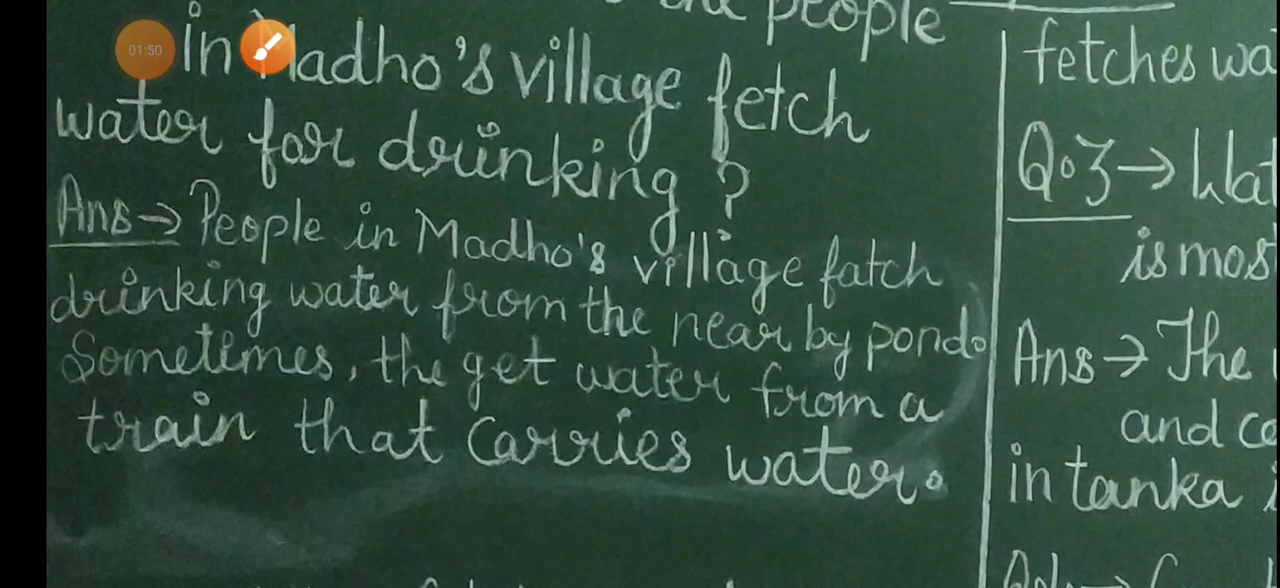 the people
in Madho's village fetch
water for drinking ?
Ans → People in Madho's village fatch
drinking water from the near by pond.
Sometimes, the get water from a
train that carries water.
fetches wa
Q.3 →
is mos
Ans → The
and co
in tanka
01:50